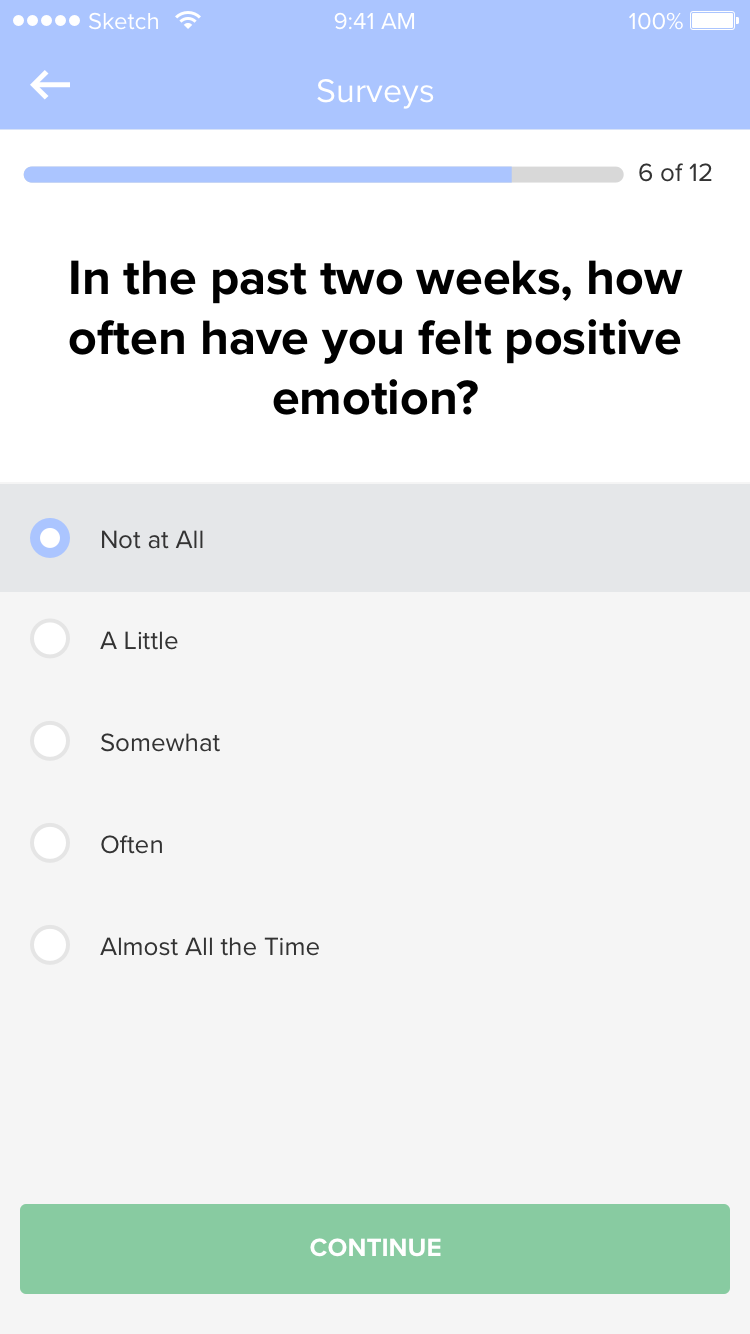 Sketch 9:41 AM 100%
Surveys
6 of 12
In the past two weeks, how
often have you felt positive
emotion?
Not at All
A Little
Somewhat
Often
Almost All the Time
CONTINUE